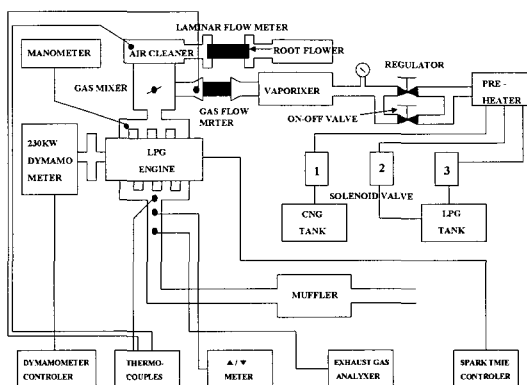 LAMINAR FLOW METER
MANOMETER
AIR CLEANER
ROOT FLOWER
REGULATOR
GAS MIXER
VAPORIXER
PRE -
HEATER
GAS FLOW
MRTER
ON-OFF VALVE
230KW
DYMAMO
METER
LPG
ENGINE
1
2
3
SOLENOID VALVE
CNG
TANK
LPG
TANK
MUFFLER
DYMAMOMETER
CONTROLER
THERMO-
COUPLES
▲ / ▼
METER
EXHAUST GAS
ANALYXER
SPARK TMIE
CONTROLER